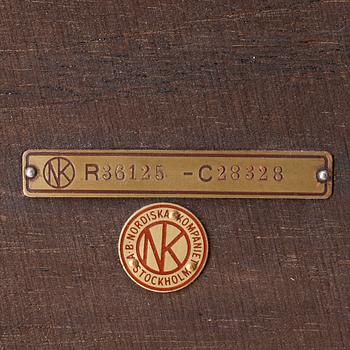 NK R36125 -C28328
A·B·NORDISKA KOMPANIET
NK
STOCKHOLM